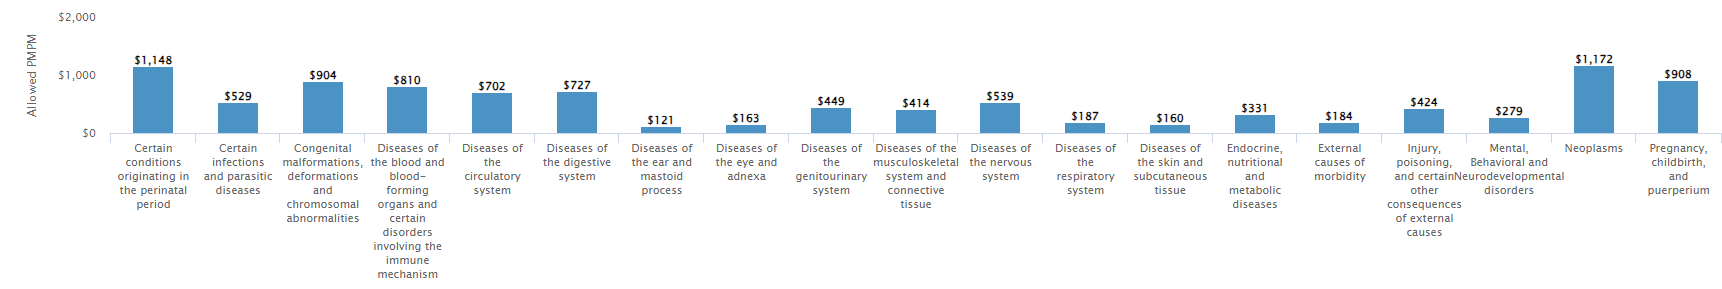 $2,000
$1,000
$0
Allowed PMPM
$1,148
$529
$904
$810
$702
$727
$121
$163
$449
$414
$539
$187
$160
$331
$184
$424
$279
$1,172
$908
Certain
conditions
originating in
the perinatal
period
Certain
infections
and parasitic
diseases
Congenital
malformations,
deformations
and
chromosomal
abnormalities
Diseases of
the blood and
blood-
forming
organs and
certain
disorders
involving the
immune
mechanism
Diseases of
the
circulatory
system
Diseases of
the digestive
system
Diseases of
the ear and
mastoid
process
Diseases of
the eye and
adnexa
Diseases of
the
genitourinary
system
Diseases of the
musculoskeletal
system and
connective
tissue
Diseases of
the nervous
system
Diseases of
the
respiratory
system
Diseases of
the skin and
subcutaneous
tissue
Endocrine,
nutritional
and
metabolic
diseases
External
causes of
morbidity
Injury,
poisoning,
and certain
other
consequences
of external
causes
Mental,
Behavioral and
Neurodevelopmental
disorders
Neoplasms
Pregnancy,
childbirth,
and
puerperium